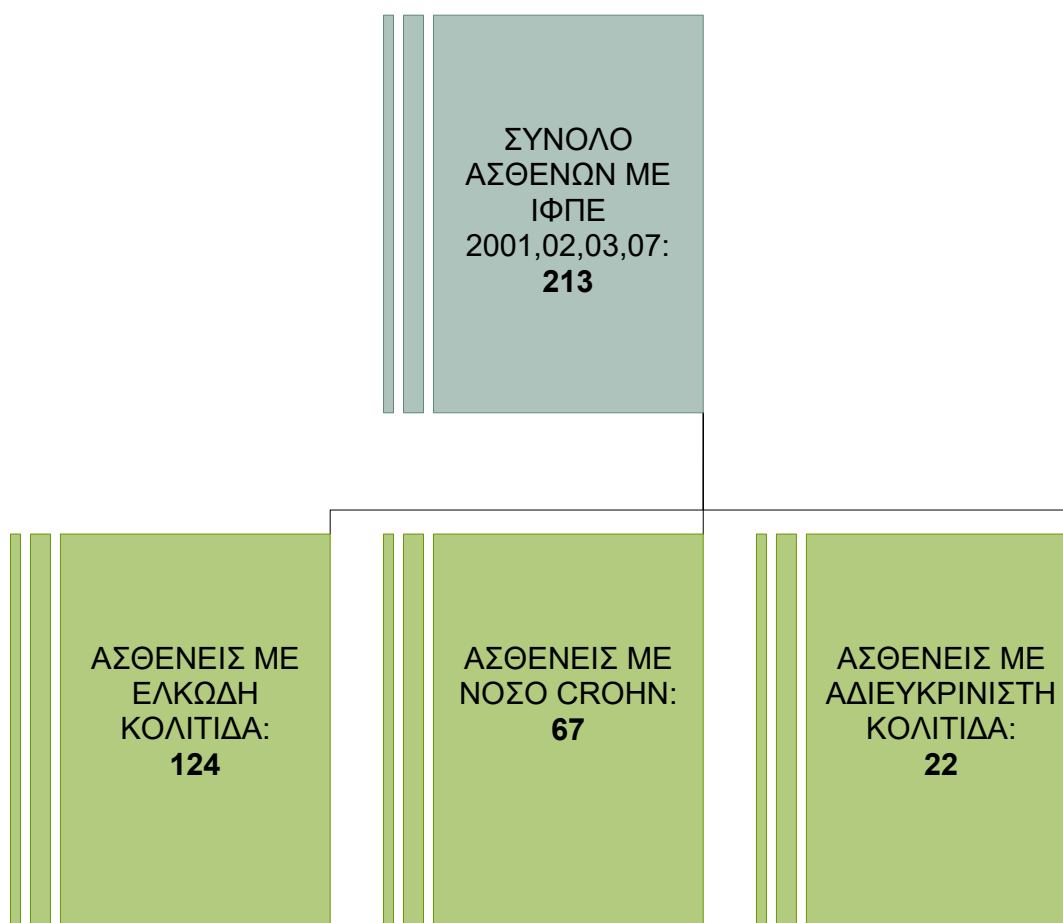 ΣΥΝΟΛΟ
ΑΣΘΕΝΩΝ ΜΕ
ΙΦΠΕ
2001,02,03,07:
213
ΑΣΘΕΝΕΙΣ ΜΕ
ΕΛΚΩΔΗ
ΚΟΛΙΤΙΔΑ:
124
ΑΣΘΕΝΕΙΣ ΜΕ
ΝΟΣΟ CROHN:
67
ΑΣΘΕΝΕΙΣ ΜΕ
ΑΔΙΕΥΚΡΙΝΙΣΤΗ
ΚΟΛΙΤΙΔΑ:
22